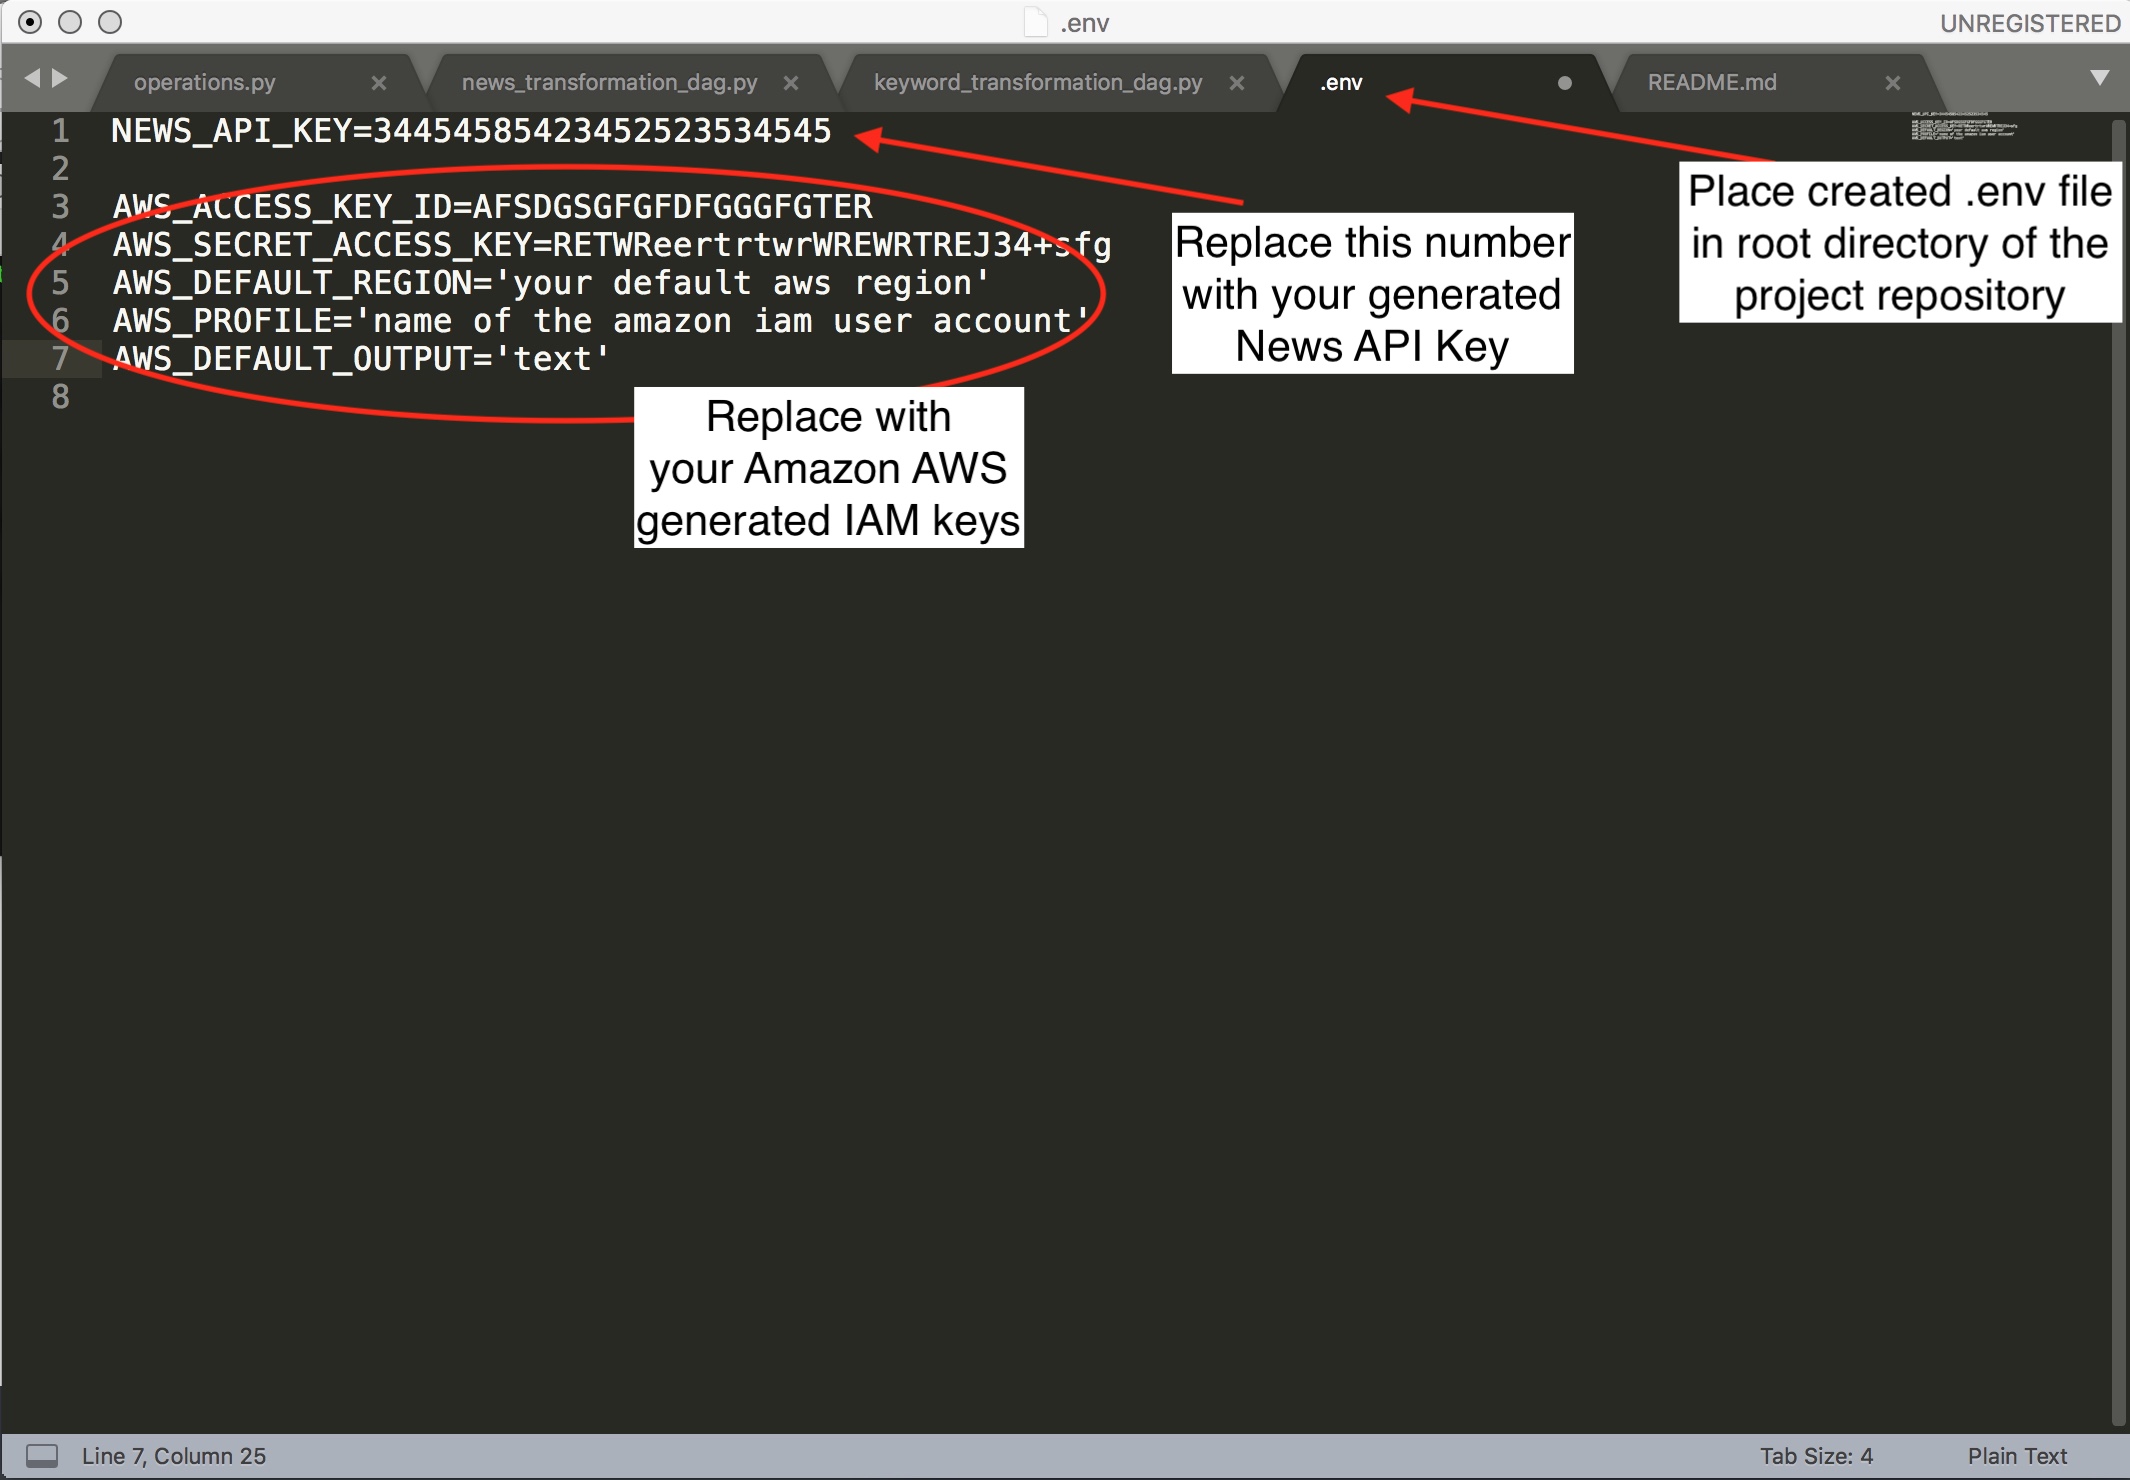 .env
UNREGISTERED
operations.py
news_transformation_dag.py
keyword_transformation_dag.py
.env
README.md
1 NEWS_API_KEY=34454585423452523534545
2
3 AWS_ACCESS_KEY_ID=AFSDGSGFGFDFGGGFGTER
4 AWS_SECRET_ACCESS_KEY=RETWReertrtwrWREWRTREJ34+sfg
5 AWS_DEFAULT_REGION='your default aws region'
6 AWS_PROFILE='name of the amazon iam user account'
7 AWS_DEFAULT_OUTPUT='text'
8
Place created .env file
in root directory of the
project repository
Replace this number
with your generated
News API Key
Replace with
your Amazon AWS
generated IAM keys
Line 7, Column 25
Tab Size: 4
Plain Text